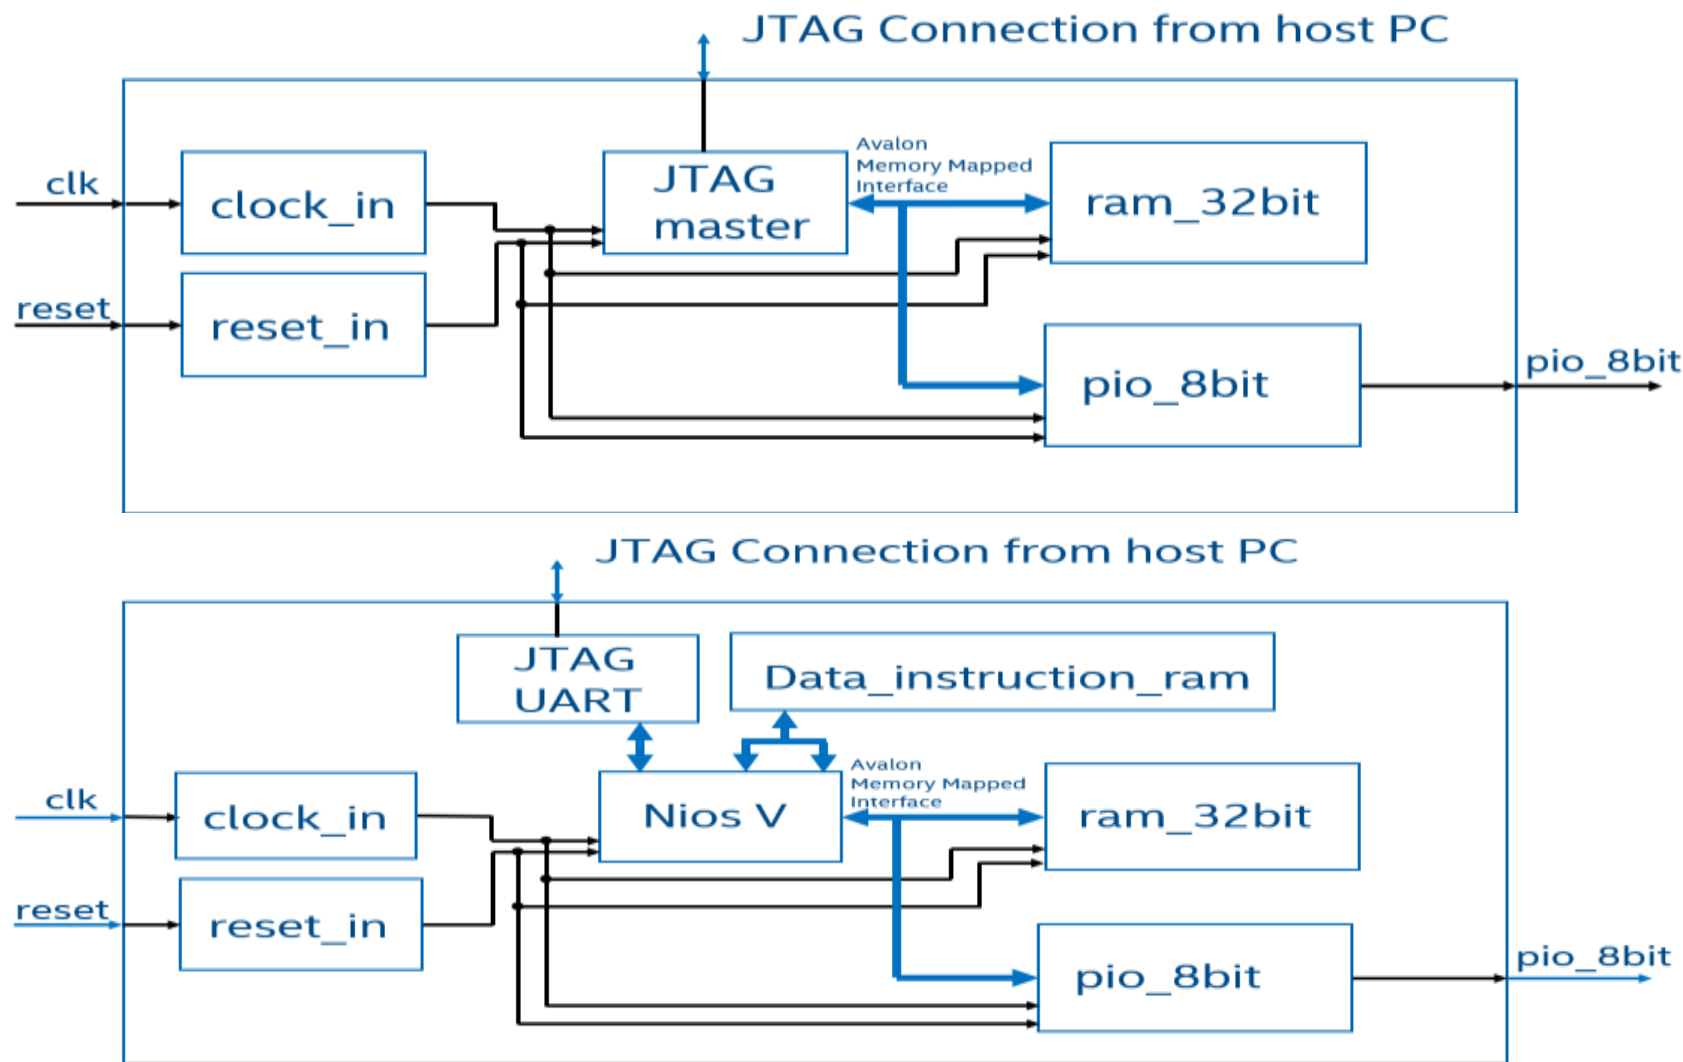 JTAG Connection from host PC
clk
clock_in
JTAG
master
Avalon
Memory Mapped
Interface
ram_32bit
reset
reset_in
pio_8bit
pio_8bit
JTAG Connection from host PC
JTAG
UART
Data_instruction_ram
clk
clock_in
Nios V
Avalon
Memory Mapped
Interface
ram_32bit
reset
reset_in
pio_8bit
pio_8bit